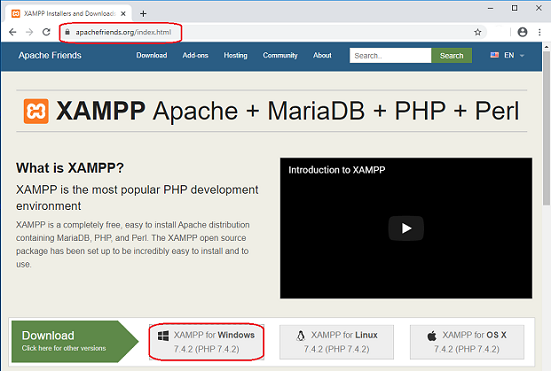 XAMPP Installers and Downloads
apachefriends.org/index.html
Apache Friends
Download
Add-ons
Hosting
Community
About
Search...
Search
EN
XAMPP Apache + MariaDB + PHP + Perl
What is XAMPP?
XAMPP is the most popular PHP development
environment
XAMPP is a completely free, easy to install Apache distribution
containing MariaDB, PHP, and Perl. The XAMPP open source
package has been set up to be incredibly easy to install and to
use.
Introduction to XAMPP
Download
Click here for other versions
XAMPP for Windows
7.4.2 (PHP 7.4.2)
XAMPP for Linux
7.4.2 (PHP 7.4.2)
XAMPP for OS X
7.4.2 (PHP 7.4.2)